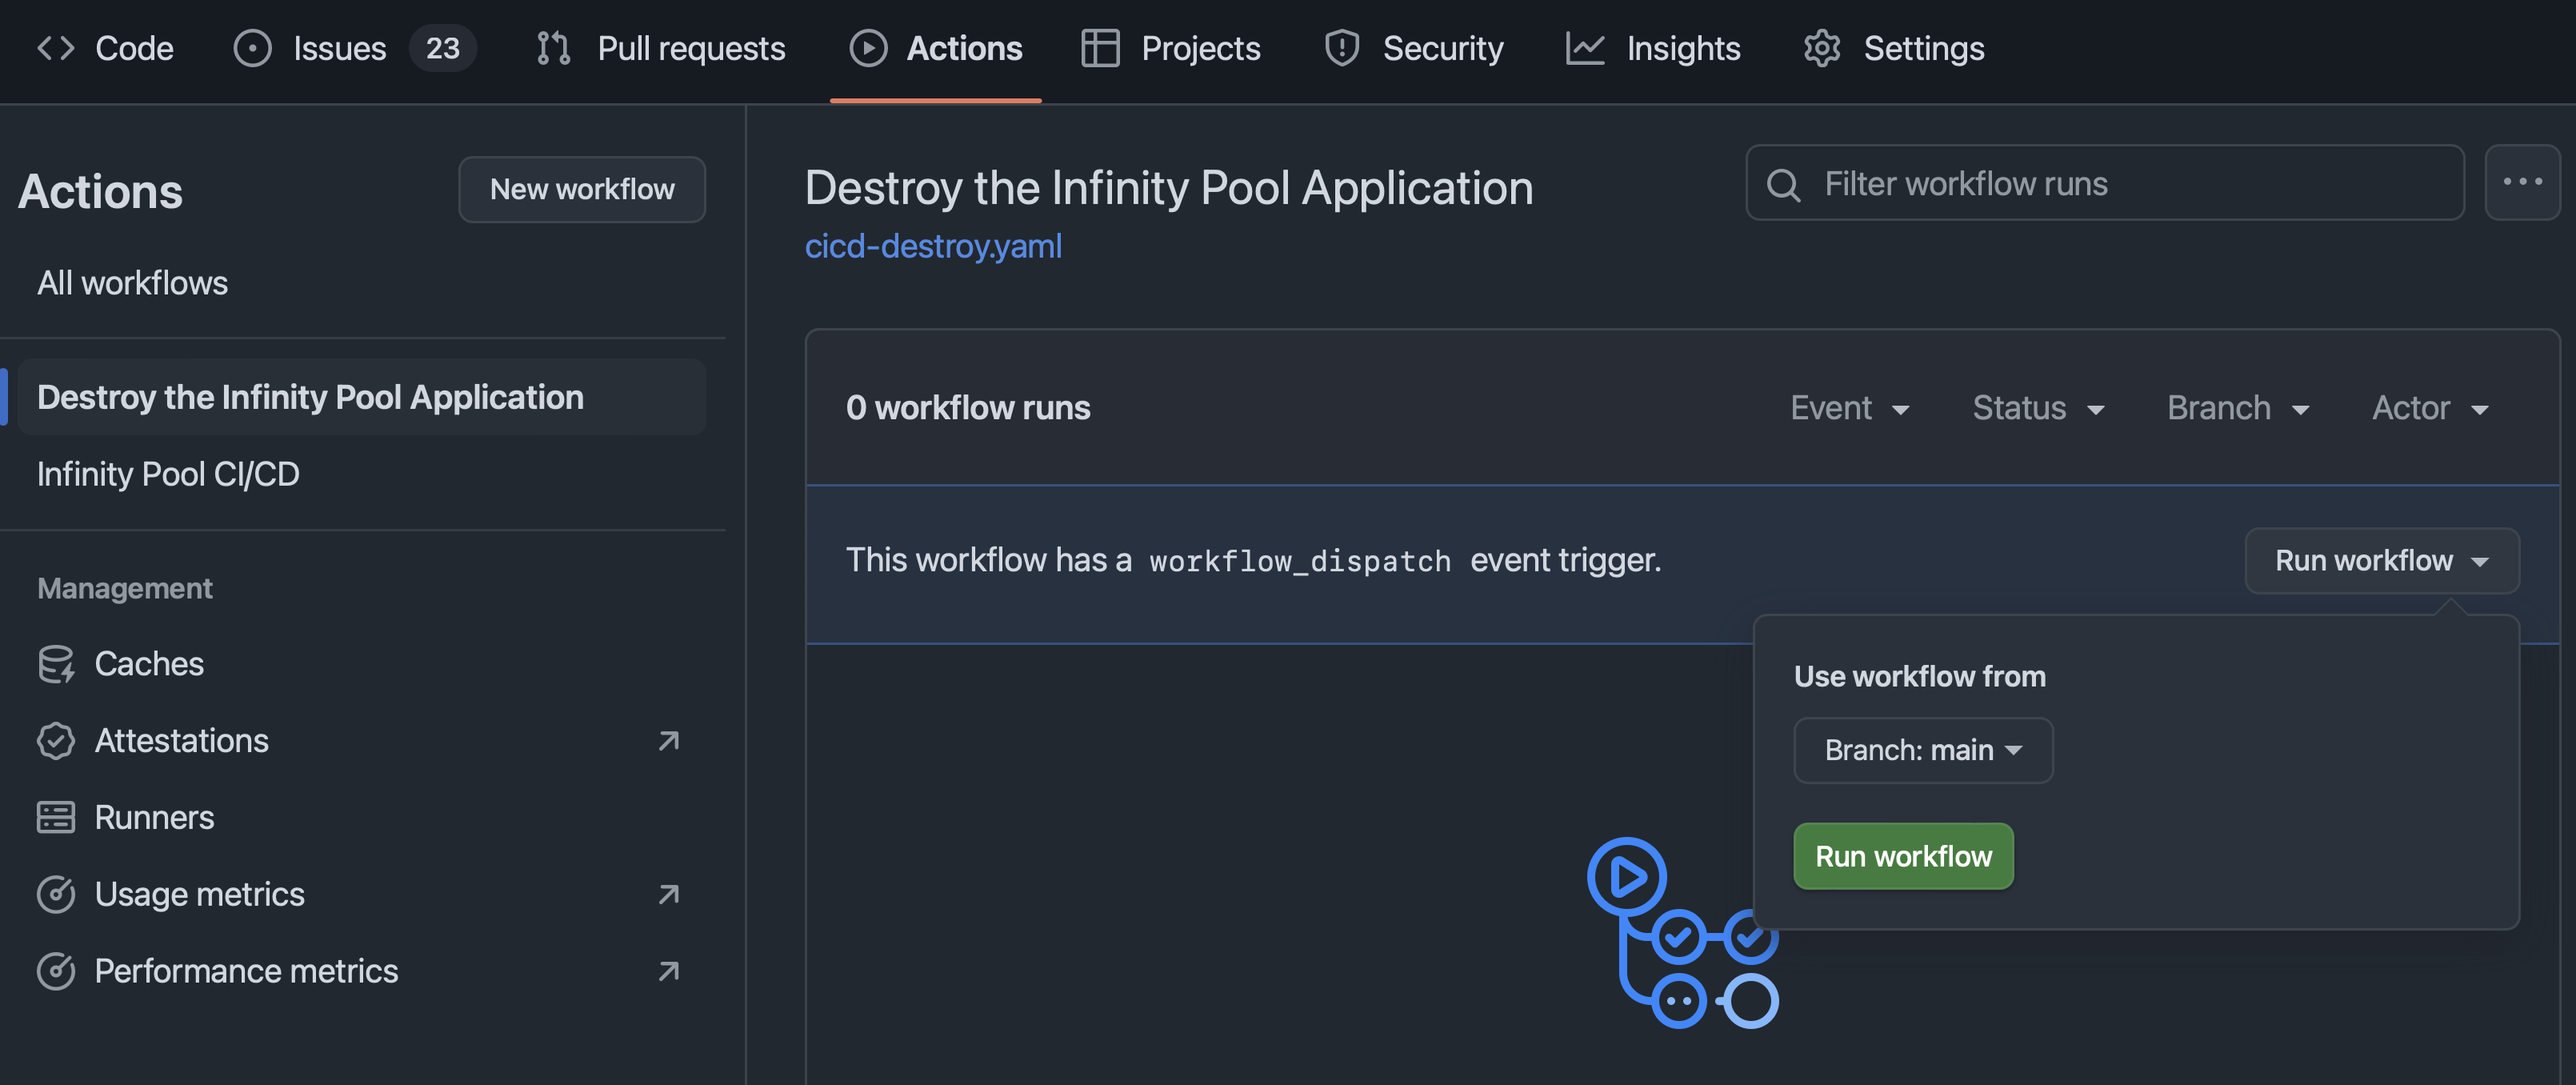 Code Issues 23 Pull requests Actions Projects Security Insights Settings
Actions
New workflow
All workflows
Destroy the Infinity Pool Application
Infinity Pool CI/CD
Management
Caches
Attestations
Runners
Usage metrics
Performance metrics
Destroy the Infinity Pool Application
cicd-destroy.yaml
Filter workflow runs
0 workflow runs
Event Status Branch Actor
This workflow has a workflow_dispatch event trigger.
Run workflow
Use workflow from
Branch: main
Run workflow